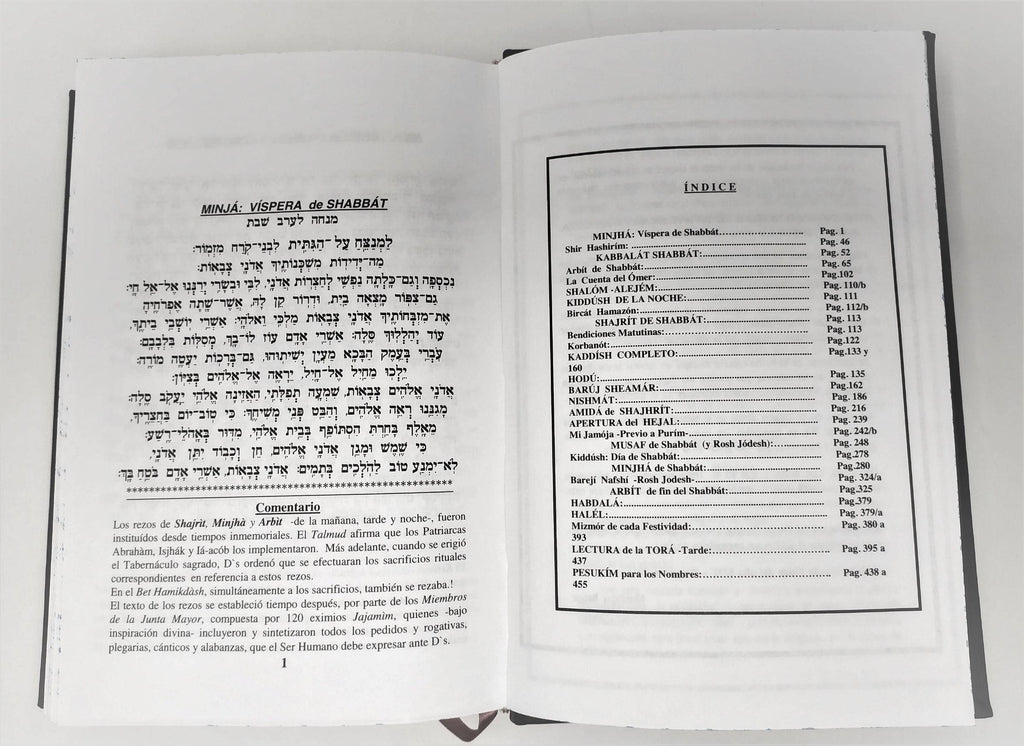 MINJÁ: VÍSPERA de SHABBÁT
מנחה לערב שבת
לַמְנַצֵּחַ עַל־הַגִּתִּית לִבְנֵי־קֹרַח מִזְמוֹר:
מַה־יְּדִידוֹת מִשְׁכְּנוֹתֶיךָ אֲדֹנָי צְבָאוֹת:
נִכְסְפָה וְגַם־כָּלְתָה נַפְשִׁי לְחַצְרוֹת אֲדֹנָי, לִבִּי וּבְשָׂרִי יְרַנְּנוּ אֶל־אֵל חָי:
גַּם־צִפּוֹר מָצְאָה בַיִת, וּדְרוֹר קֵן לָהּ, אֲשֶׁר־שָׁתָה אֶפְרֹחֶיהָ
אֶת־מִזְבְּחוֹתֶיךָ אֲדֹנָי צְבָאוֹת מַלְכִּי וֵאלֹהָי: אַשְׁרֵי יוֹשְׁבֵי בֵיתֶךָ,
עוֹד יְהַלְלוּךָ סֶּלָה: אַשְׁרֵי אָדָם עוֹז לוֹ־בָךְ, מְסִלּוֹת בִּלְבָבָם:
עֹבְרֵי בְּעֵמֶק הַבָּכָא מַעְיָן יְשִׁיתוּהוּ, גַּם־בְּרָכוֹת יַעְטֶה מוֹרֶה:
יֵלְכוּ מֵחַיִל אֶל־חָיִל, יֵרָאֶה אֶל־אֱלֹהִים בְּצִיּוֹן:
אֲדֹנָי אֱלֹהִים צְבָאוֹת, שִׁמְעָה תְפִלָּתִי, הַאֲזִינָה אֱלֹהֵי יַעֲקֹב סֶלָה:
מָגִנֵּנוּ רְאֵה אֱלֹהִים, וְהַבֵּט פְּנֵי מְשִׁיחֶךָ: כִּי טוֹב־יוֹם בַּחֲצֵרֶיךָ,
מֵאָלֶף בָּחַרְתִּי הִסְתּוֹפֵף בְּבֵית אֱלֹהַי, מִדּוּר בְּאָהֳלֵי־רֶשַׁע:
כִּי שֶׁמֶשׁ וּמָגֵן אֲדֹנָי אֱלֹהִים, חֵן וְכָבוֹד יִתֵּן אֲדֹנָי,
לֹא־יִמְנַע טוֹב לַהֹלְכִים בְּתָמִים: אֲדֹנָי צְבָאוֹת, אַשְׁרֵי אָדָם בֹּטֵחַ בָּךְ:
Comentario
Los rezos de Shajrit, Minjhà y Arbit -de la mañana, tarde y noche-, fueron
instituídos desde tiempos inmemoriales. El Talmud afirma que los Patriarcas
Abrahàm, Isjhák y Iá-acób los implementaron. Más adelante, cuando se erigió
el Tabernáculo sagrado, D`s ordenó que se efectuaran los sacrificios rituales
correspondientes en referencia a estos rezos.
En el Bet Hamikdàsh, simultáneamente a los sacrificios, también se rezaba.!
El texto de los rezos se estableció tiempo después, por parte de los Miembros
de la Junta Mayor, compuesta por 120 eximios Jajamim, quienes -bajo
inspiración divina- incluyeron y sintetizaron todos los pedidos y rogativas,
plegarias, cánticos y alabanzas, que el Ser Humano debe expresar ante D`s.
1
ÍNDICE
MINJHÁ: Víspera de Shabbát........................ Pag. 1
Shir Hashirím: ........................ Pag. 46
KABBALÁT SHABBÁT:........................ Pag. 52
Arbít de Shabbát:........................ Pag. 65
La Cuenta del Ómer:........................ Pag.102
SHALÓM -ALEJÉM:........................ Pag. 110/b
KIDDÚSH DE LA NOCHE:........................ Pag. 111
Bircát Hamazón:........................ Pag. 112/b
SHAJRÍT DE SHABBÁT:........................ Pag. 113
Bendiciones Matutinas:........................ Pag. 113
Korbanót:........................ Pag.122
KADDÍSH COMPLETO:........................ Pag.133 y
160
HODÚ:........................ Pag. 135
BARÚJ SHEAMÁR:........................ Pag.162
NISHMÁT:........................ Pag. 186
AMIDÁ de SHAJHRÍT:........................ Pag. 216
APERTURA del HEJAL:........................ Pag. 239
Mi Jamója -Previo a Purím-........................ Pag. 242/b
MUSAF de Shabbát (y Rosh Jódesh):........................ Pag. 248
Kiddúsh: Día de Shabbát:........................ Pag.278
MINJHÁ de Shabbát:........................ Pag.280
Barejí Nafshí -Rosh Jodesh-........................ Pag. 324/a
ARBÍT de fin del Shabbát:........................ Pag.325
HABDALÁ:........................ Pag.379
HALÉL:........................ Pag. 379/a
Mizmór de cada Festividad:........................ Pag. 380 a
393
LECTURA de la TORÁ -Tarde:........................ Pag. 395 a
437
PESUKÍM para los Nombres:........................ Pag. 438 a
455